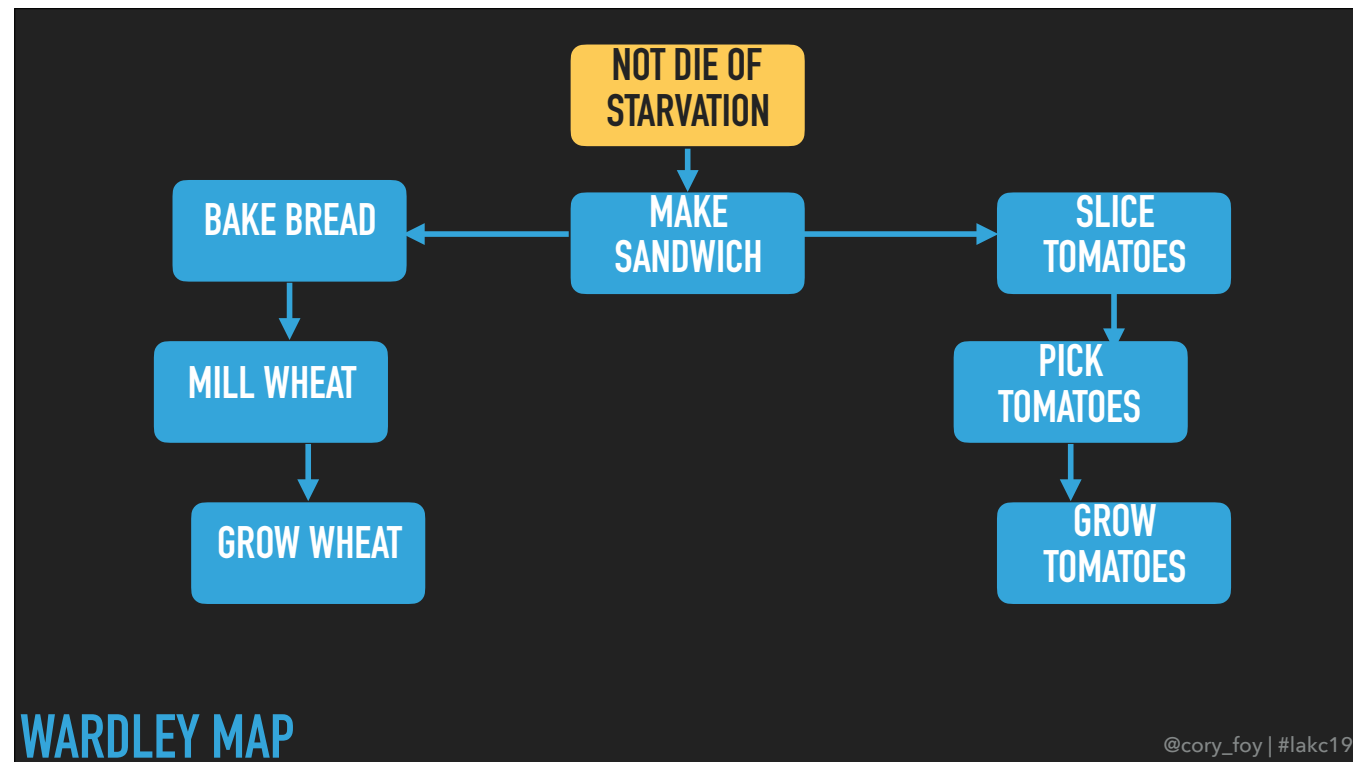 NOT DIE OF
STARVATION
BAKE BREAD
MAKE
SANDWICH
SLICE
TOMATOES
MILL WHEAT
PICK
TOMATOES
GROW WHEAT
GROW
TOMATOES
WARDLEY MAP
@cory_foy | #lakc19